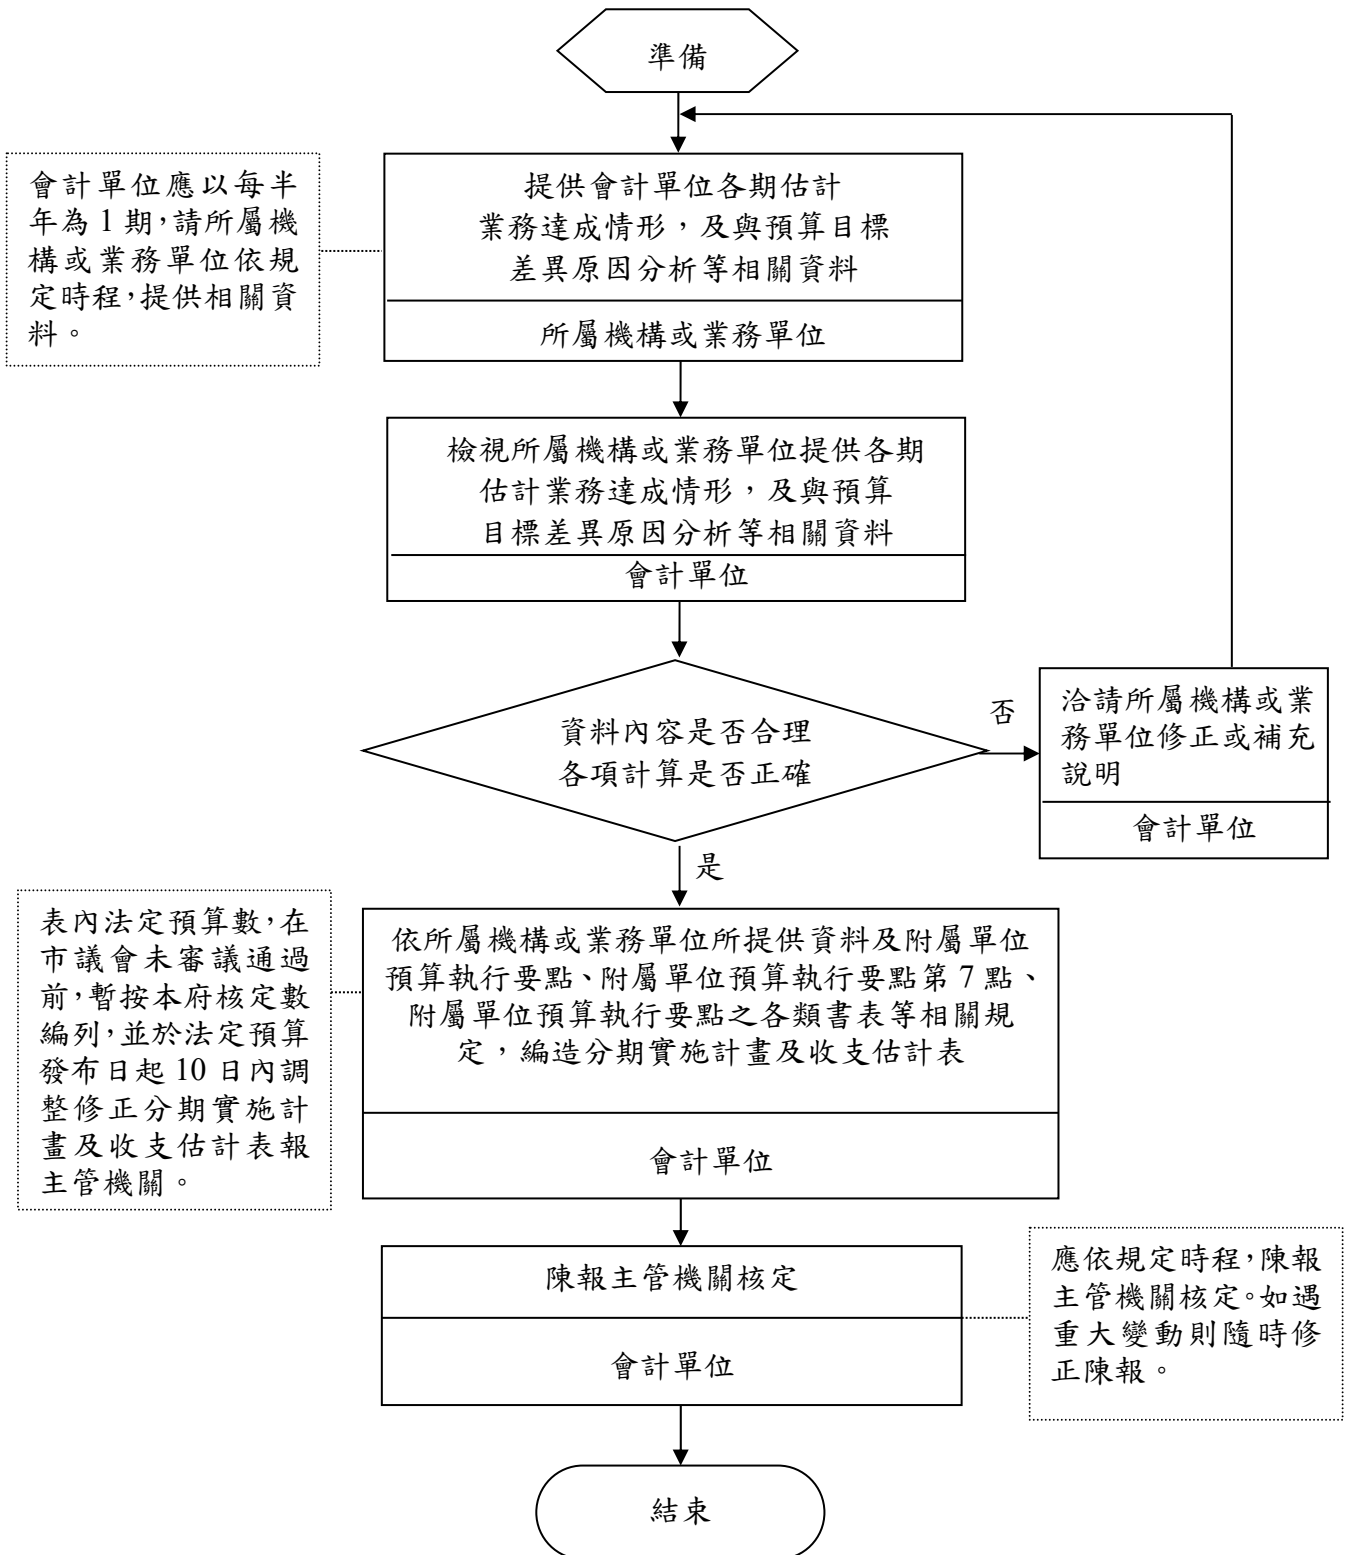 準備
會計單位應以每半
年為1期，請所屬機
構或業務單位依規
定時程，提供相關資
料。
提供會計單位各期估計
業務達成情形，及與預算目標
差異原因分析等相關資料
所屬機構或業務單位
檢視所屬機構或業務單位提供各期
估計業務達成情形，及與預算
目標差異原因分析等相關資料
會計單位
資料內容是否合理
各項計算是否正確
否
洽請所屬機構或業
務單位修正或補充
說明
會計單位
是
表內法定預算數，在
市議會未審議通過
前，暫按本府核定數
編列，並於法定預算
發布日起10日內調
整修正分期實施計
畫及收支估計表報
主管機關。
依所屬機構或業務單位所提供資料及附屬單位
預算執行要點、附屬單位預算執行要點第7點、
附屬單位預算執行要點之各類書表等相關規
定，編造分期實施計畫及收支估計表
會計單位
陳報主管機關核定
會計單位
應依規定時程，陳報
主管機關核定。如遇
重大變動則隨時修
正陳報。
結束